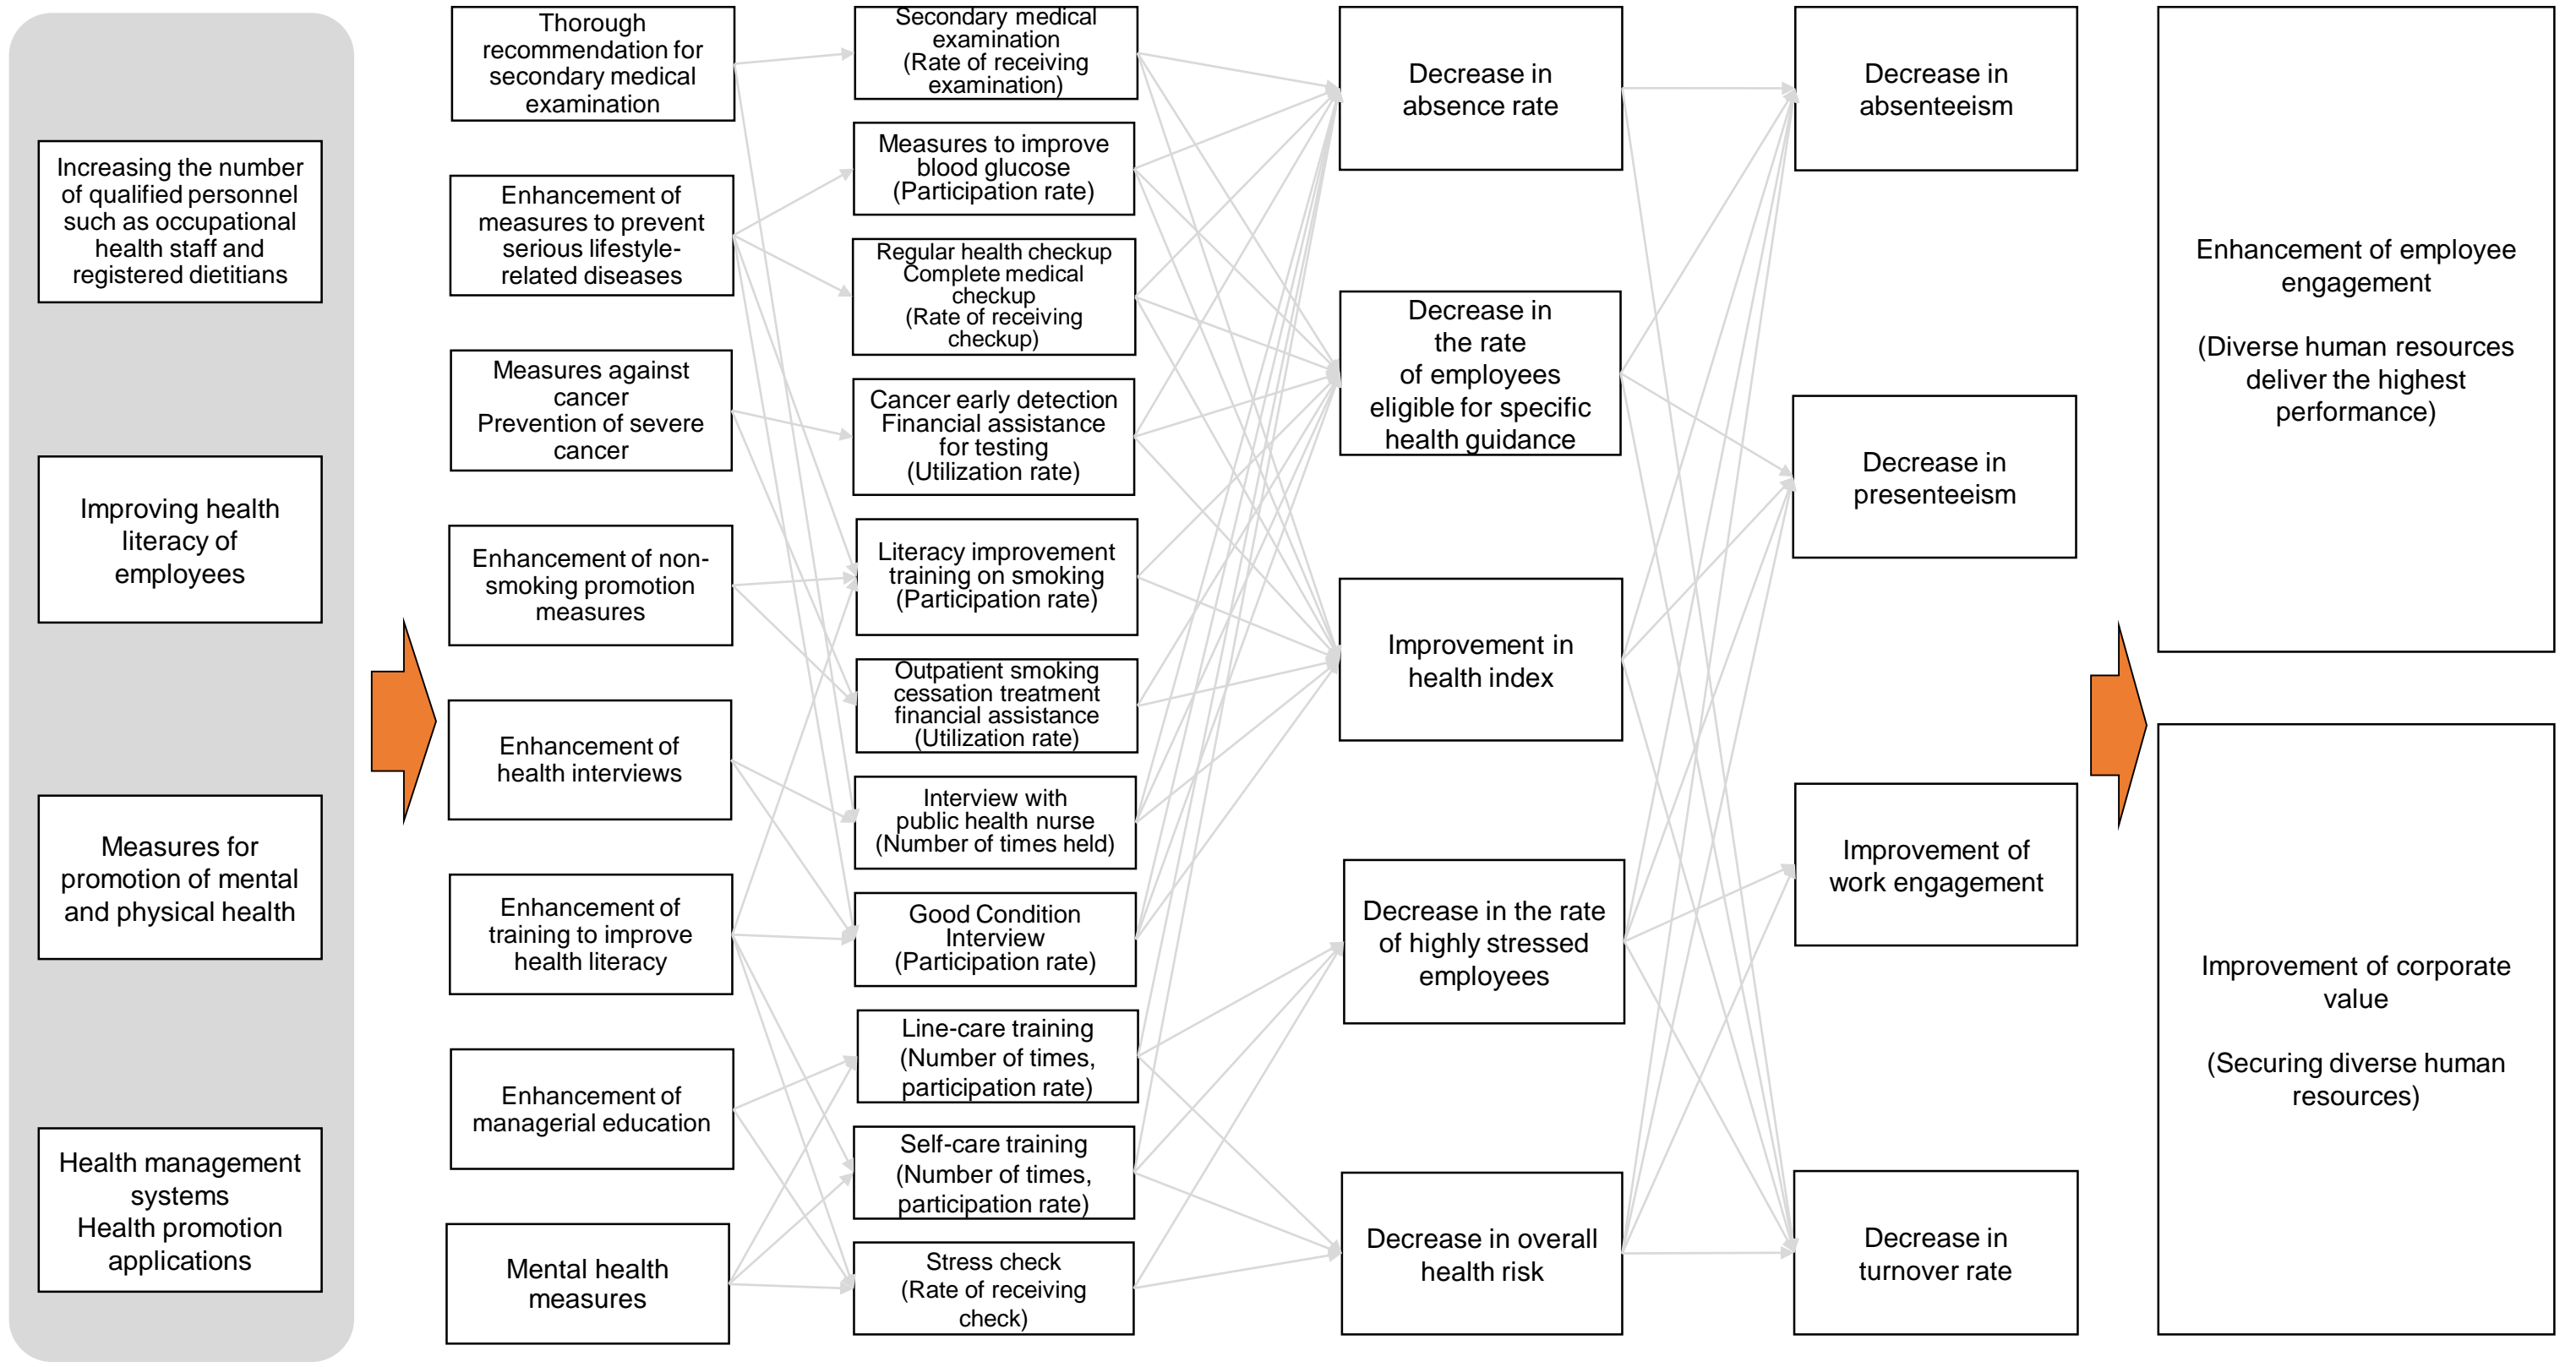 Increasing the number
of qualified personnel
such as occupational
health staff and
registered dietitians
Improving health
literacy of
employees
Measures for
promotion of mental
and physical health
Health management
systems
Health promotion
applications
Thorough
recommendation for
secondary medical
examination
Enhancement of
measures to prevent
serious lifestyle-
related diseases
Measures against
cancer
Prevention of severe
cancer
Enhancement of non-
smoking promotion
measures
Enhancement of
health interviews
Enhancement of
training to improve
health literacy
Enhancement of
managerial education
Mental health
measures
Secondary medical
examination
(Rate of receiving
examination)
Measures to improve
blood glucose
(Participation rate)
Regular health checkup
Complete medical
checkup
(Rate of receiving
checkup)
Cancer early detection
Financial assistance
for testing
(Utilization rate)
Literacy improvement
training on smoking
(Participation rate)
Outpatient smoking
cessation treatment
financial assistance
(Utilization rate)
Interview with
public health nurse
(Number of times held)
Good Condition
Interview
(Participation rate)
Line-care training
(Number of times,
participation rate)
Self-care training
(Number of times,
participation rate)
Stress check
(Rate of receiving
check)
Decrease in
absence rate
Decrease in
the rate
of employees
eligible for specific
health guidance
Improvement in
health index
Decrease in the rate
of highly stressed
employees
Decrease in overall
health risk
Decrease in
absenteeism
Decrease in
presenteeism
Improvement of
work engagement
Decrease in
turnover rate
Enhancement of employee
engagement
(Diverse human resources
deliver the highest
performance)
Improvement of corporate
value
(Securing diverse human
resources)